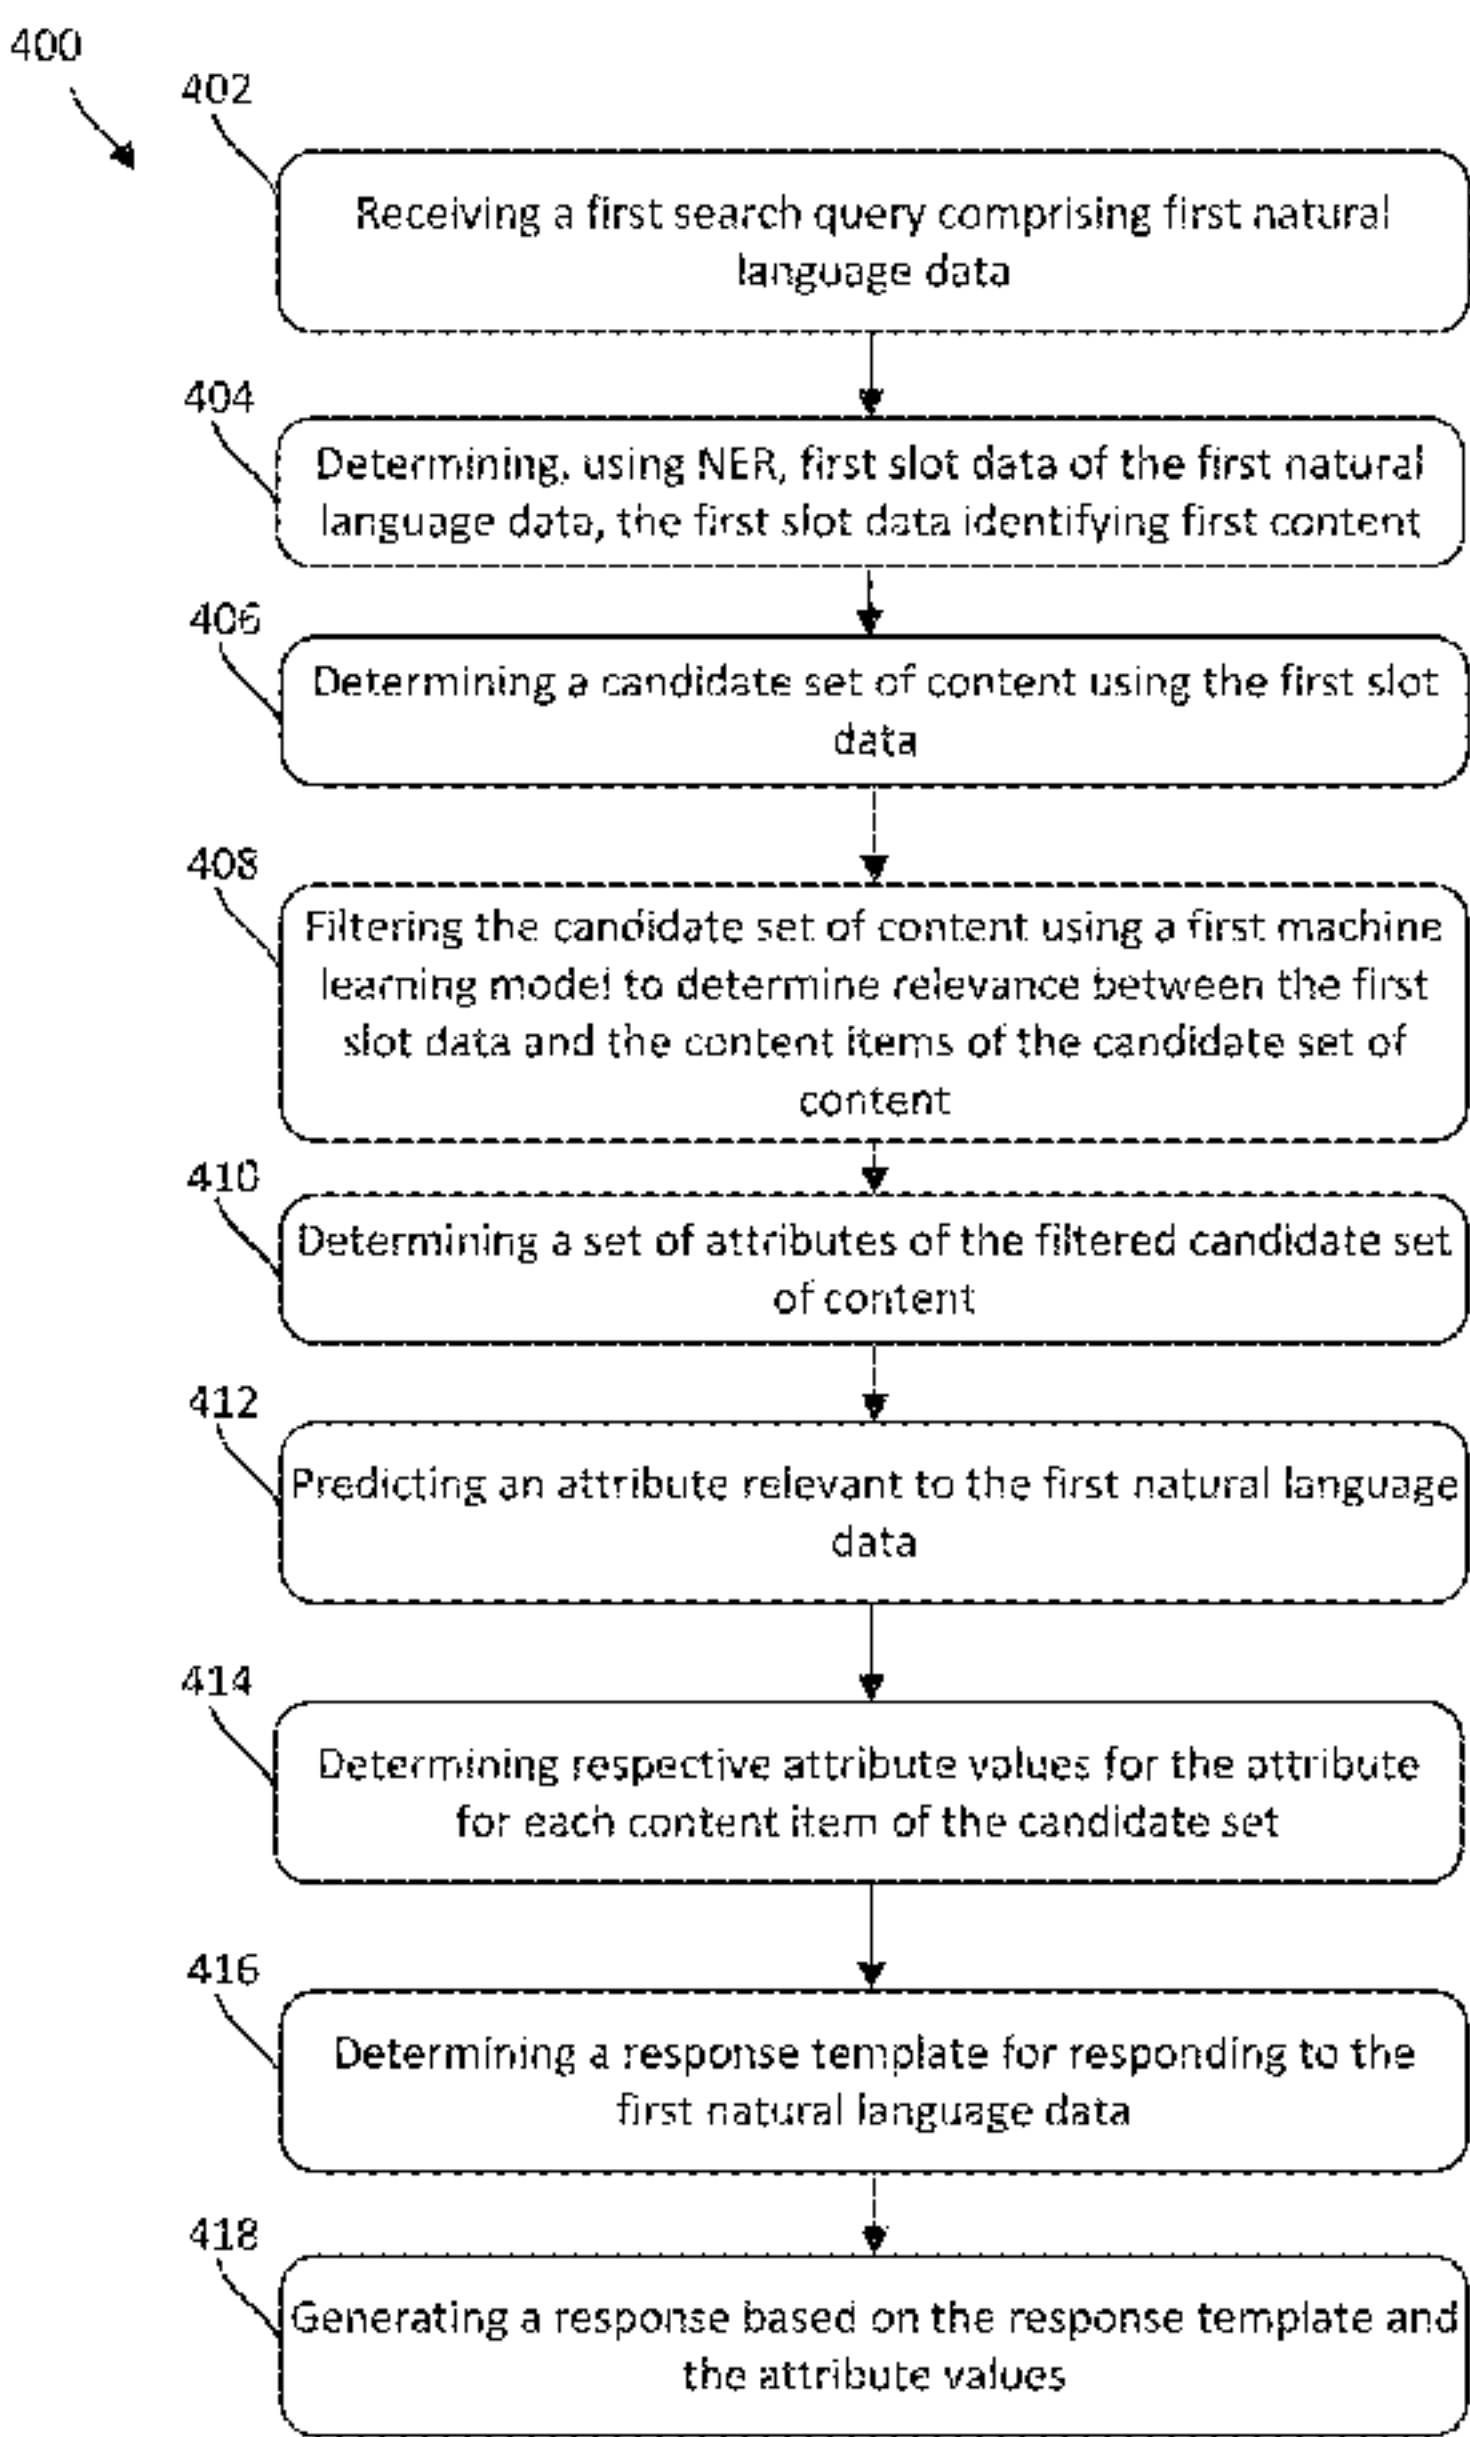 400
402
Receiving a first search query comprising first natural
language data
404
Determining, using NER, first slot data of the first natural
language data, the first slot data identifying first content
406
Determining a candidate set of content using the first slot
data
408
Filtering the candidate set of content using a first machine
learning model to determine relevance between the first
slot data and the content items of the candidate set of
content
410
Determining a set of attributes of the filtered candidate set
of content
412
Predicting an attribute relevant to the first natural language
data
414
Determining respective attribute values for the attribute
for each content item of the candidate set
416
Determining a response template for responding to the
first natural language data
418
Generating a response based on the response template and
the attribute values